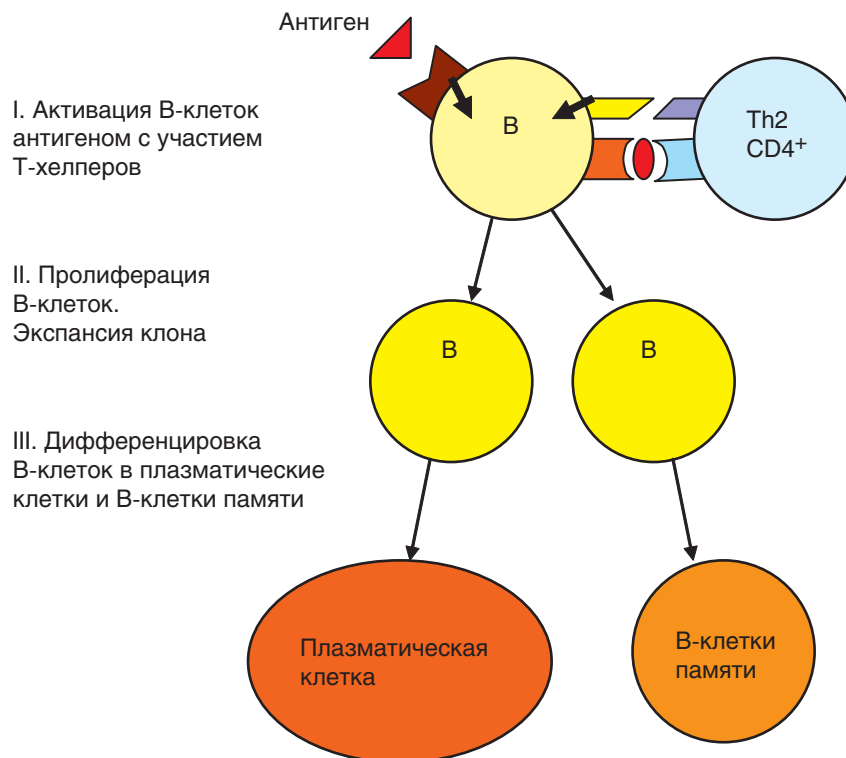 Антиген
I. Активация В-клеток
антигеном с участием
Т-хелперов
В
Th2
CD4+
II. Пролиферация
В-клеток.
Экспансия клона
В
В
III. Дифференцировка
В-клеток в плазматические
клетки и В-клетки памяти
Плазматическая
клетка
В-клетки
памяти